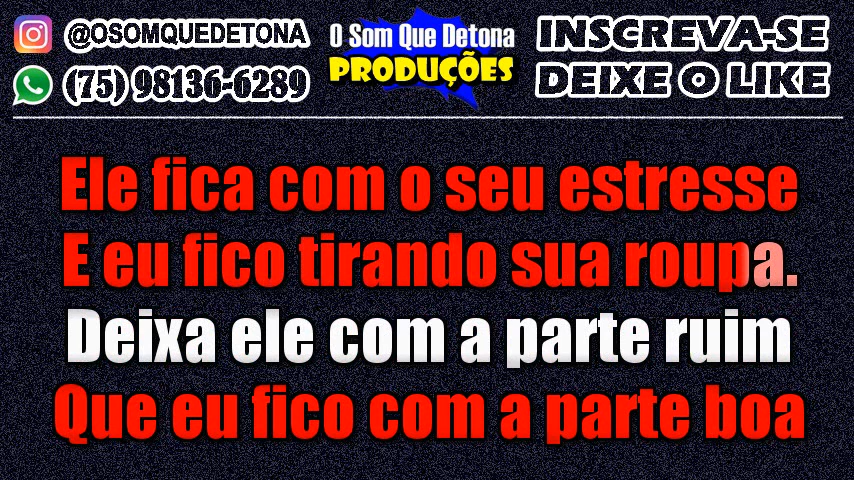 @OSOMQUEDETONA
(75) 98136-6289
O Som Que Detona
PRODUÇÕES
INSCREVA-SE
DEIXE O LIKE
Ele fica com o seu estresse
E eu fico tirando sua roupa.
Deixa ele com a parte ruim
Que eu fico com a parte boa